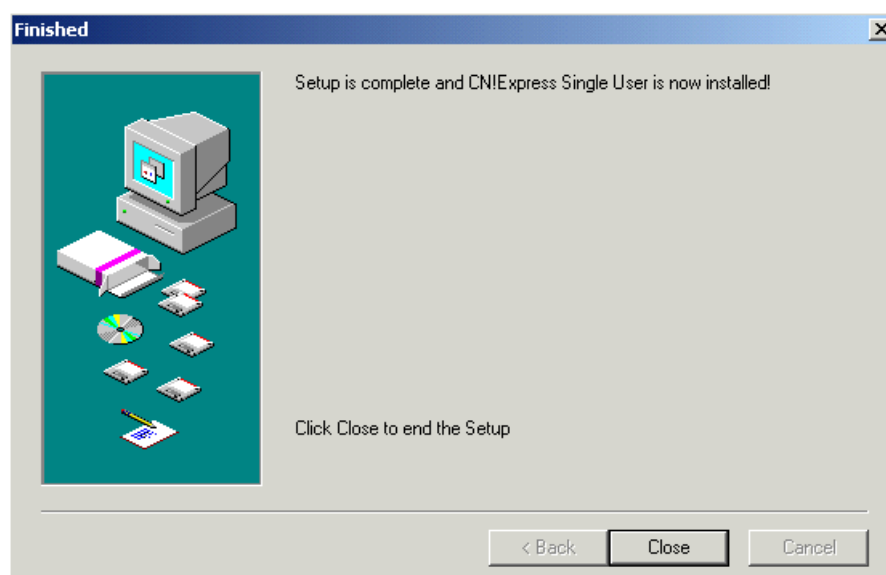 Finished
Setup is complete and CN!Express Single User is now installed!
Click Close to end the Setup
< Back
Close
Cancel